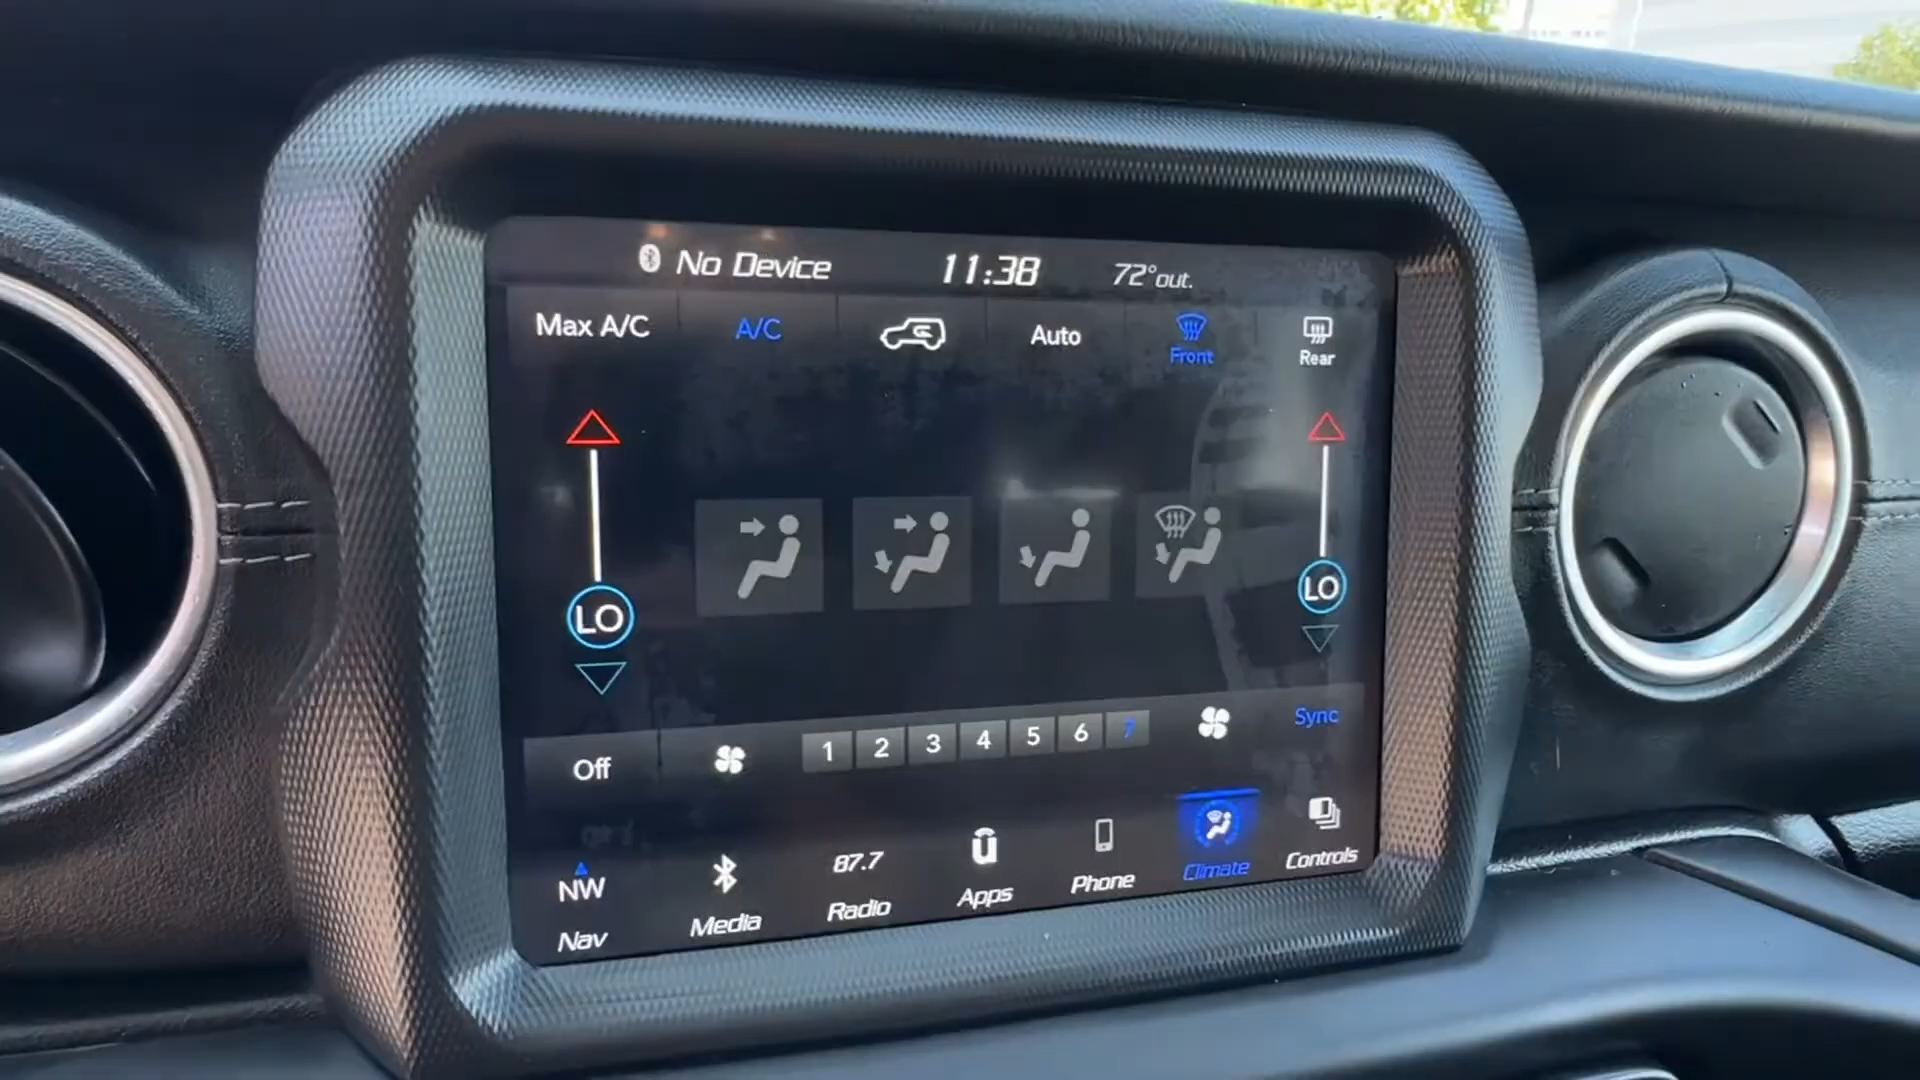 No Device 11:38 72° out.
Max A/C A/C Auto Front Rear
LO LO
Off 1 2 3 4 5 6 7 Sync
NW 87.7
Nav Media Radio Apps Phone Climate Controls